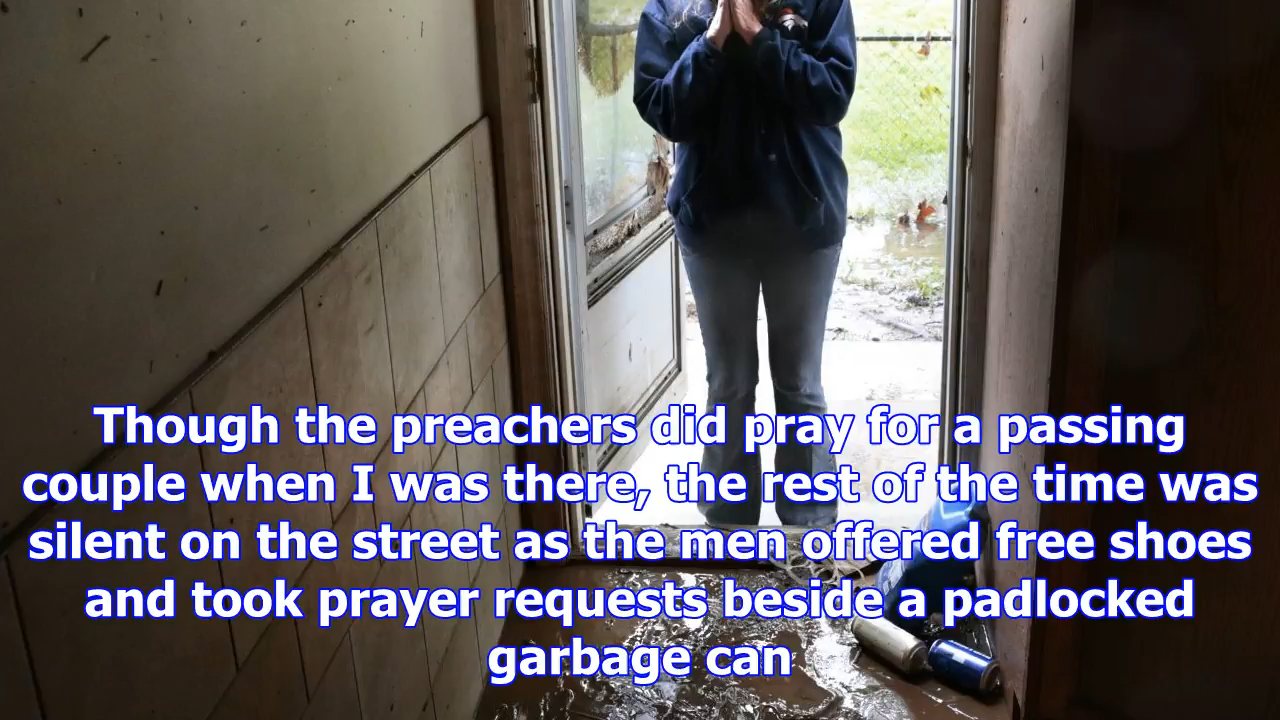 Though the preachers did pray for a passing
couple when I was there, the rest of the time was
silent on the street as the men offered free shoes
and took prayer requests beside a padlocked
garbage can